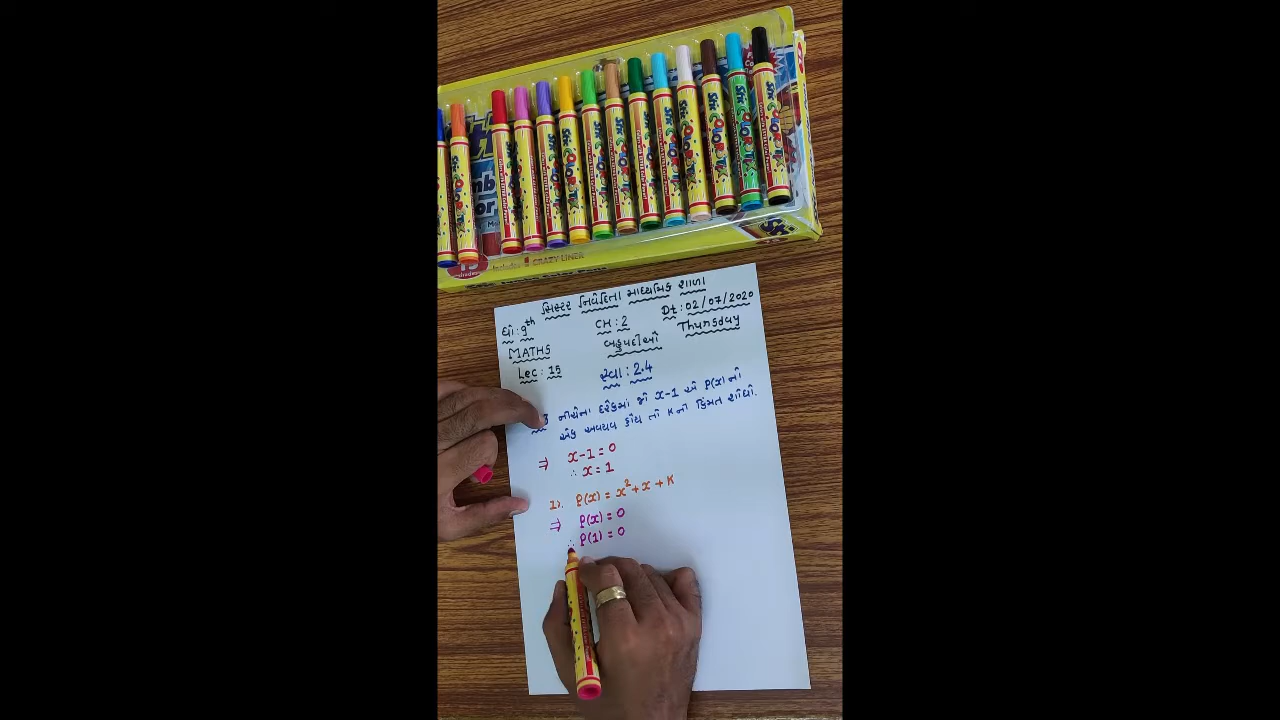 સિસ્ટર નિવેદિતા માધ્યમિક શાળા
ધો : 9th CH : 2 Dt : 02/07/2020
MATHS બહુપદીઓ Thursday
Lec : 15 સ્વા : 2.4
નીચેના દરેકમાં જો x-1 એ P(x) નો
એક અવયવ હોય તો K ની કિંમત શોધો.
⇒ x-1 = 0
∴ x = 1
1). P(x) = x² + x + K
⇒ P(x) = 0
∴ P(1) = 0